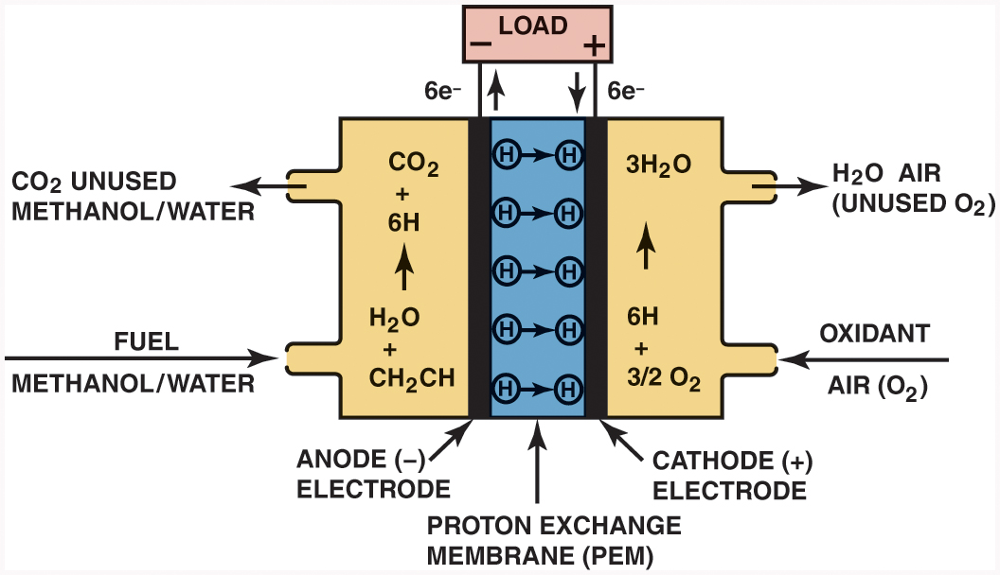 LOAD
− +
6e⁻
6e⁻
CO₂ UNUSED
METHANOL/WATER
CO₂
+
6H
H₂O
+
CH₂CH
FUEL
METHANOL/WATER
H H
H H
H H
H H
H H
3H₂O
6H
+
3/2 O₂
H₂O AIR
(UNUSED O₂)
OXIDANT
AIR (O₂)
ANODE (−)
ELECTRODE
PROTON EXCHANGE
MEMBRANE (PEM)
CATHODE (+)
ELECTRODE